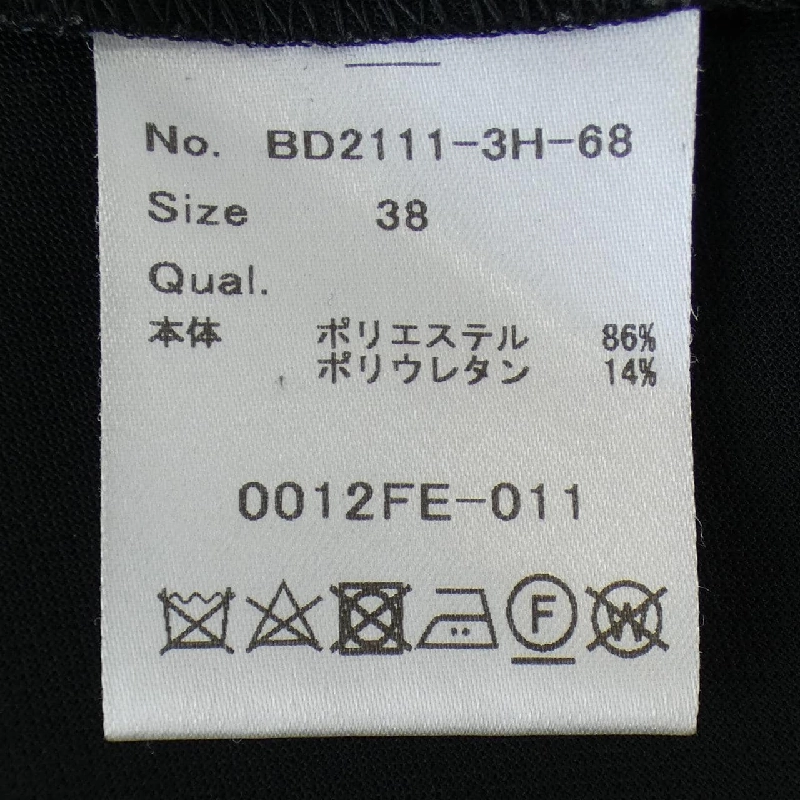 No. BD2111-3H-68
Size 38
Qual.
本体 ポリエステル 86%
ポリウレタン 14%
0012FE-011
F W